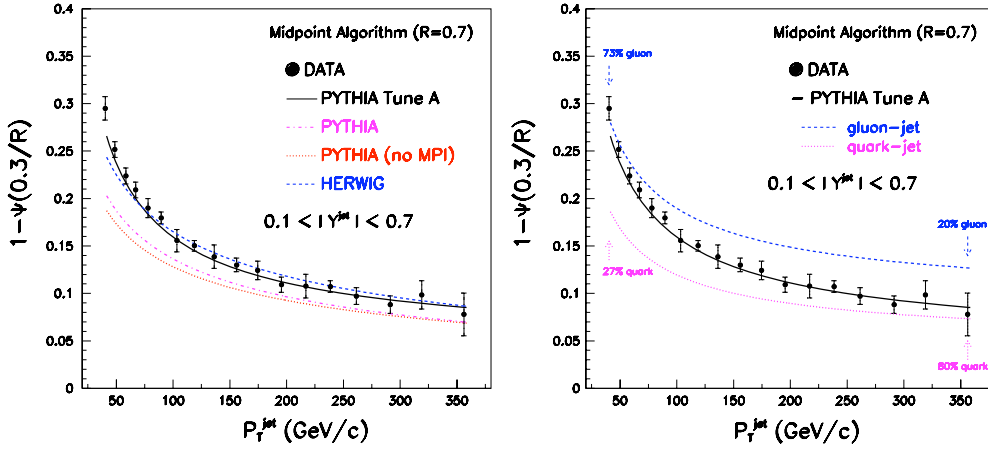 Midpoint Algorithm (R=0.7)
DATA
PYTHIA Tune A
PYTHIA
PYTHIA (no MPI)
HERWIG
0.1 < | Y^jet | < 0.7
1-Ψ(0.3/R)
0.4
0.35
0.3
0.25
0.2
0.15
0.1
0.05
0
50 100 150 200 250 300 350
P_T^jet (GeV/c)
Midpoint Algorithm (R=0.7)
73% gluon
DATA
PYTHIA Tune A
gluon-jet
quark-jet
0.1 < | Y^jet | < 0.7
20% gluon
27% quark
80% quark
1-Ψ(0.3/R)
0.4
0.35
0.3
0.25
0.2
0.15
0.1
0.05
0
50 100 150 200 250 300 350
P_T^jet (GeV/c)